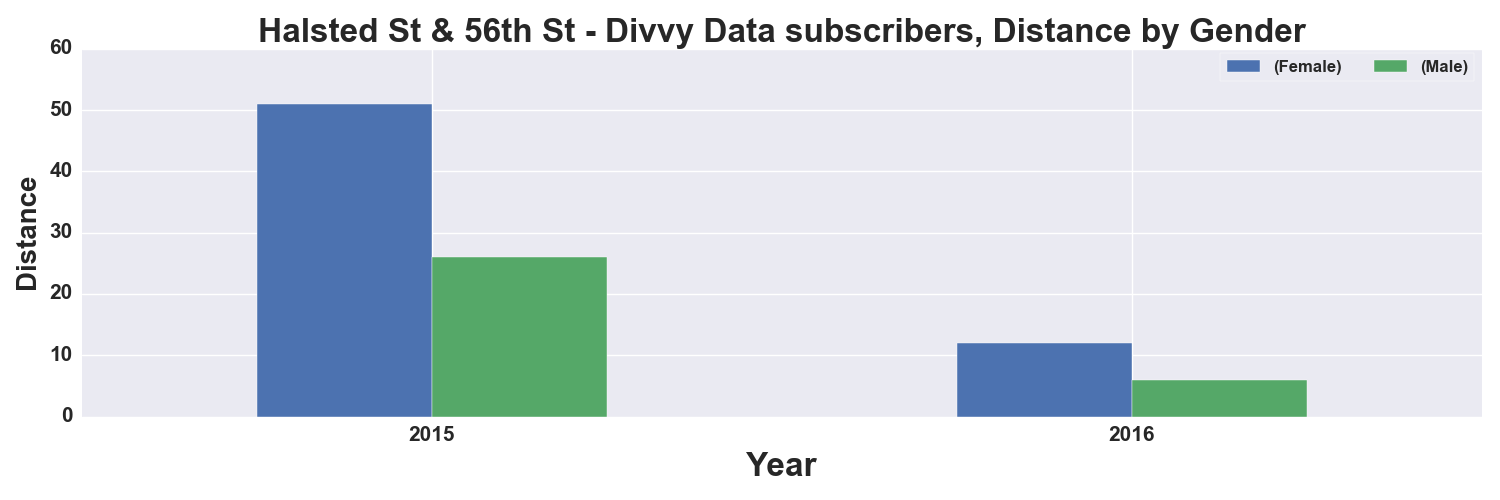 Halsted St & 56th St - Divvy Data subscribers, Distance by Gender
(Female) (Male)
60
50
40
30
20
10
0
Distance
2015 2016
Year